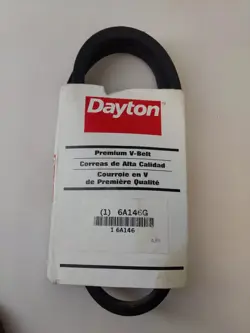 Dayton
Premium V-Belt
Correas de Alta Calidad
Courroie en V
de Première Qualité
(1) 6A146G
1 6A146